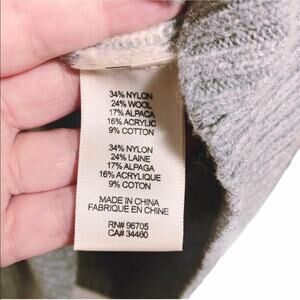 34% NYLON
24% WOOL
17% ALPACA
16% ACRYLIC
9% COTTON
34% NYLON
24% LAINE
17% ALPAGA
16% ACRYLIQUE
9% COTON
MADE IN CHINA
FABRIQUE EN CHINE
RN# 96705
CA# 34460